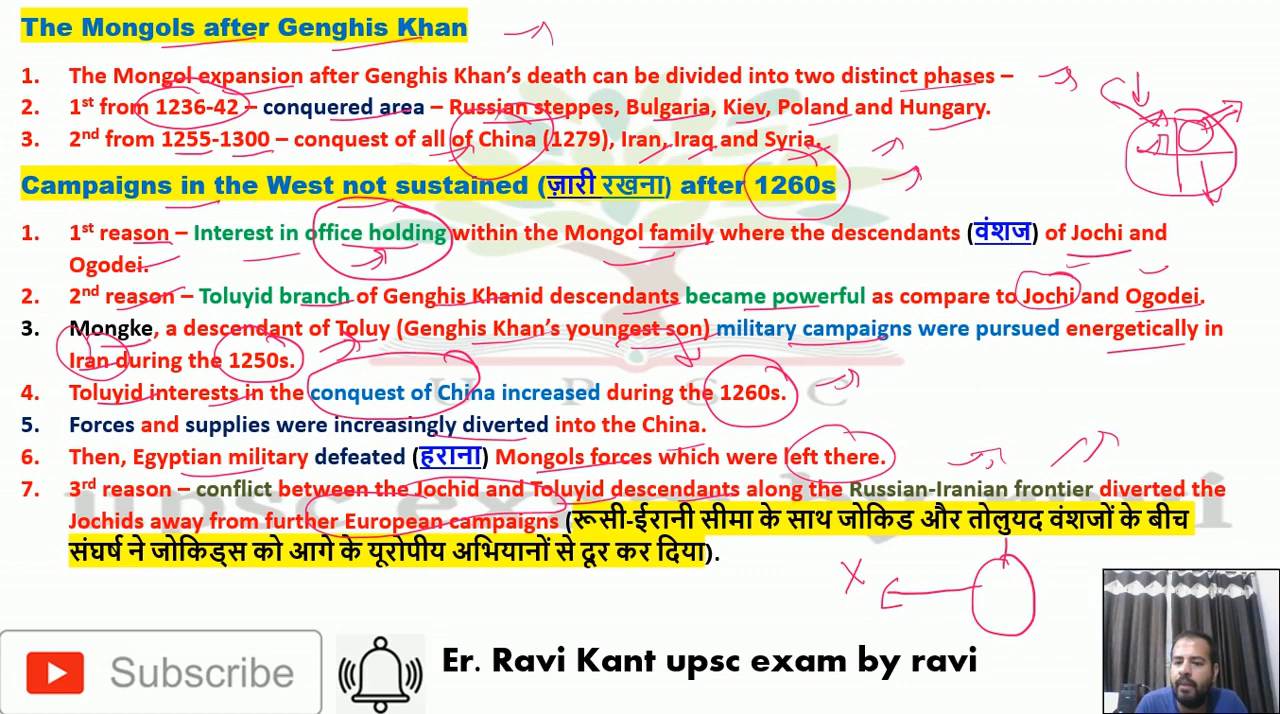 The Mongols after Genghis Khan
1. The Mongol expansion after Genghis Khan’s death can be divided into two distinct phases –
2. 1st from 1236-42 – conquered area – Russian steppes, Bulgaria, Kiev, Poland and Hungary.
3. 2nd from 1255-1300 – conquest of all of China (1279), Iran, Iraq and Syria.
Campaigns in the West not sustained (ज़ारी रखना) after 1260s
1. 1st reason – Interest in office holding within the Mongol family where the descendants (वंशज) of Jochi and
Ogodei.
2. 2nd reason – Toluyid branch of Genghis Khanid descendants became powerful as compare to Jochi and Ogodei.
3. Mongke, a descendant of Toluy (Genghis Khan’s youngest son) military campaigns were pursued energetically in
Iran during the 1250s.
4. Toluyid interests in the conquest of China increased during the 1260s.
U P S C
5. Forces and supplies were increasingly diverted into the China.
6. Then, Egyptian military defeated (हराना) Mongols forces which were left there.
7. 3rd reason – conflict between the Jochid and Toluyid descendants along the Russian-Iranian frontier diverted the
Jochids away from further European campaigns (रूसी-ईरानी सीमा के साथ जोकिड और तोलुयद वंशजों के बीच
संघर्ष ने जोकिड्स को आगे के यूरोपीय अभियानों से दूर कर दिया).
Subscribe
Er. Ravi Kant upsc exam by ravi